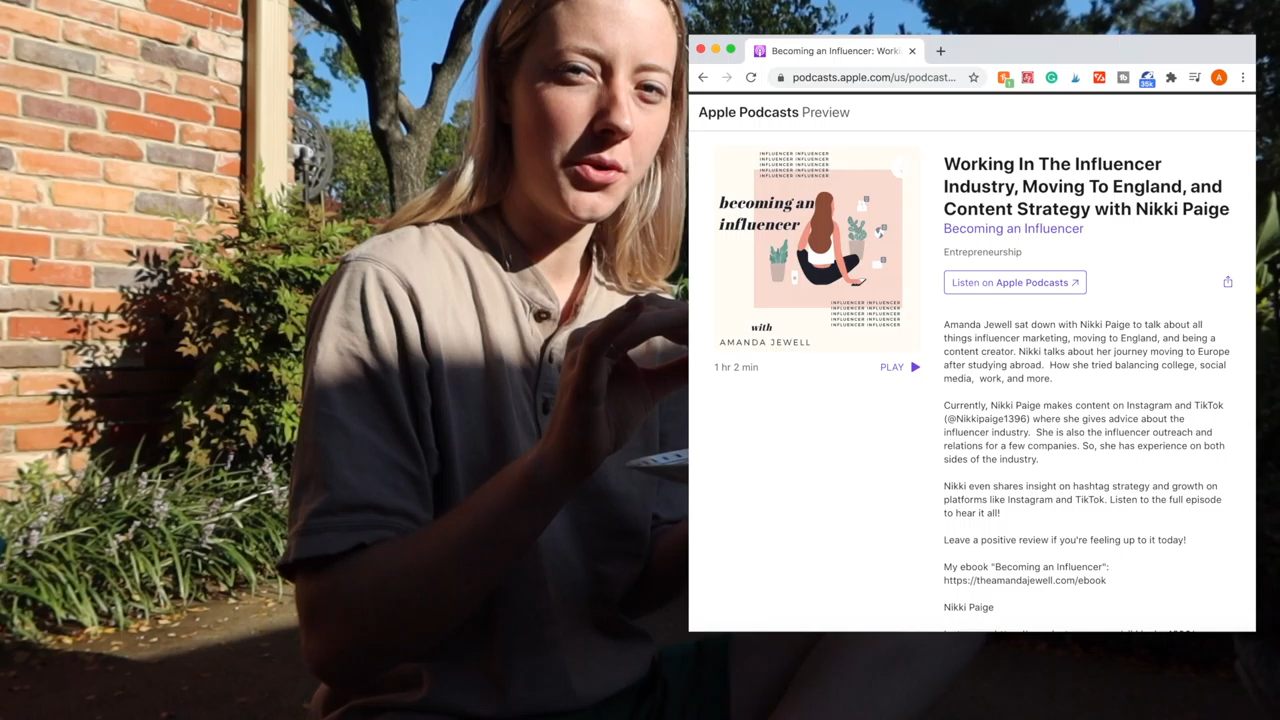 Becoming an Influencer: Worki
podcasts.apple.com/us/podcast...
1
35k
A
Apple Podcasts Preview
INFLUENCER INFLUENCER
INFLUENCER INFLUENCER
INFLUENCER INFLUENCER
INFLUENCER INFLUENCER
INFLUENCER INFLUENCER
becoming an
influencer
INFLUENCER INFLUENCER
INFLUENCER INFLUENCER
INFLUENCER INFLUENCER
INFLUENCER INFLUENCER
INFLUENCER INFLUENCER
with
AMANDA JEWELL
1 hr 2 min
PLAY
Working In The Influencer
Industry, Moving To England, and
Content Strategy with Nikki Paige
Becoming an Influencer
Entrepreneurship
Listen on Apple Podcasts ↗
Amanda Jewell sat down with Nikki Paige to talk about all
things influencer marketing, moving to England, and being a
content creator. Nikki talks about her journey moving to Europe
after studying abroad.  How she tried balancing college, social
media,  work, and more.
Currently, Nikki Paige makes content on Instagram and TikTok
(@Nikkipaige1396) where she gives advice about the
influencer industry.  She is also the influencer outreach and
relations for a few companies. So, she has experience on both
sides of the industry.
Nikki even shares insight on hashtag strategy and growth on
platforms like Instagram and TikTok. Listen to the full episode
to hear it all!
Leave a positive review if you're feeling up to it today!
My ebook "Becoming an Influencer":
https://theamandajewell.com/ebook
Nikki Paige